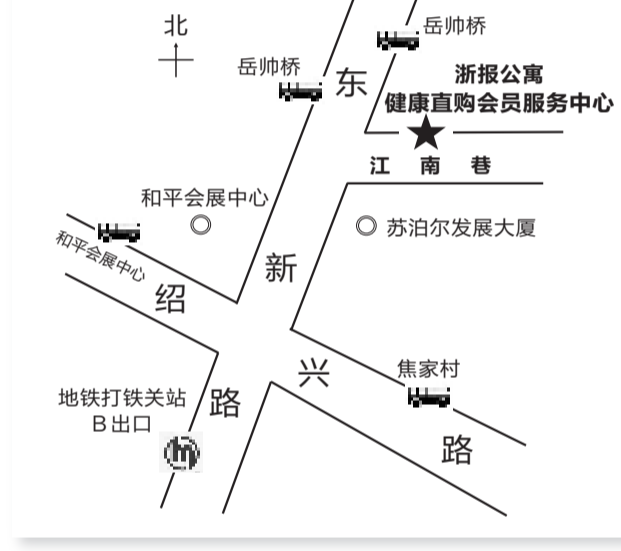 北
岳帅桥
岳帅桥
东
浙报公寓
健康直购会员服务中心
江南巷
和平会展中心
苏泊尔发展大厦
和平会展中心
新
绍
兴
焦家村
地铁打铁关站
B出口
路
路